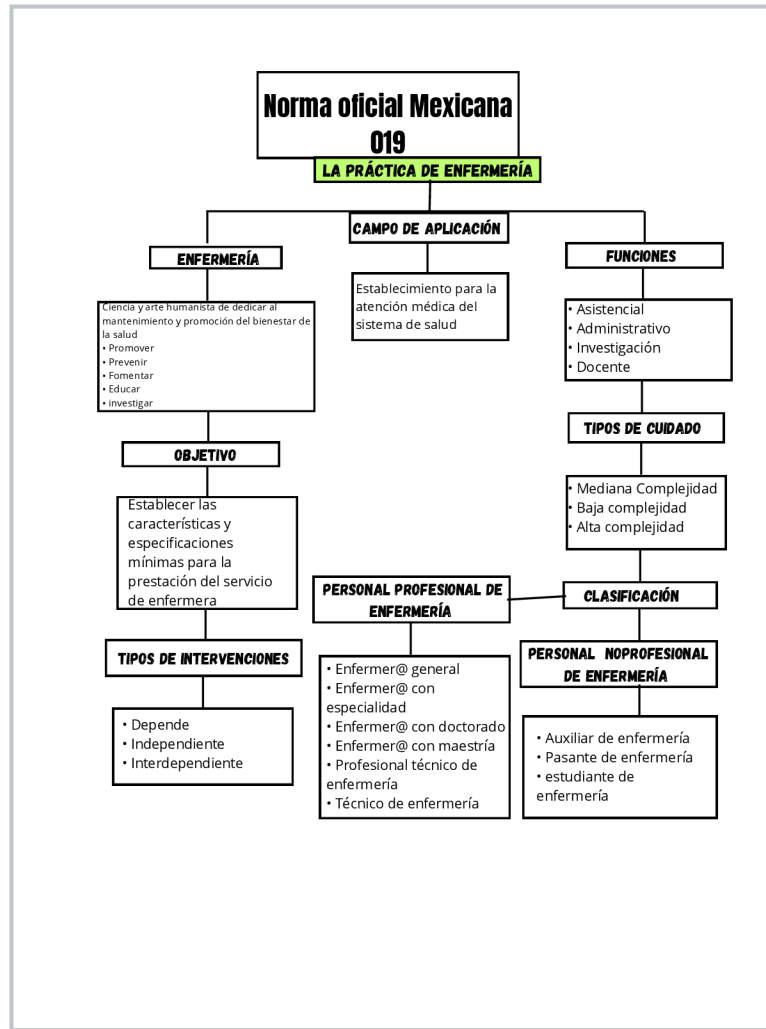 Norma oficial Mexicana
019
LA PRÁCTICA DE ENFERMERÍA
ENFERMERÍA
Ciencia y arte humanista de dedicar al
mantenimiento y promoción del bienestar de
la salud
• Promover
• Prevenir
• Fomentar
• Educar
• investigar
OBJETIVO
Establecer las
características y
especificaciones
mínimas para la
prestación del servicio
de enfermera
TIPOS DE INTERVENCIONES
• Depende
• Independiente
• Interdependiente
CAMPO DE APLICACIÓN
Establecimiento para la
atención médica del
sistema de salud
FUNCIONES
• Asistencial
• Administrativo
• Investigación
• Docente
TIPOS DE CUIDADO
• Mediana Complejidad
• Baja complejidad
• Alta complejidad
CLASIFICACIÓN
PERSONAL PROFESIONAL DE
ENFERMERÍA
• Enfermer@ general
• Enfermer@ con
especialidad
• Enfermer@ con doctorado
• Enfermer@ con maestría
• Profesional técnico de
enfermería
• Técnico de enfermería
PERSONAL NOPROFESIONAL
DE ENFERMERÍA
• Auxiliar de enfermería
• Pasante de enfermería
• estudiante de
enfermería